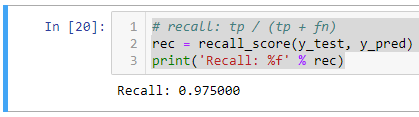 In [20]:
1 # recall: tp / (tp + fn)
2 rec = recall_score(y_test, y_pred)
3 print('Recall: %f' % rec)
Recall: 0.975000